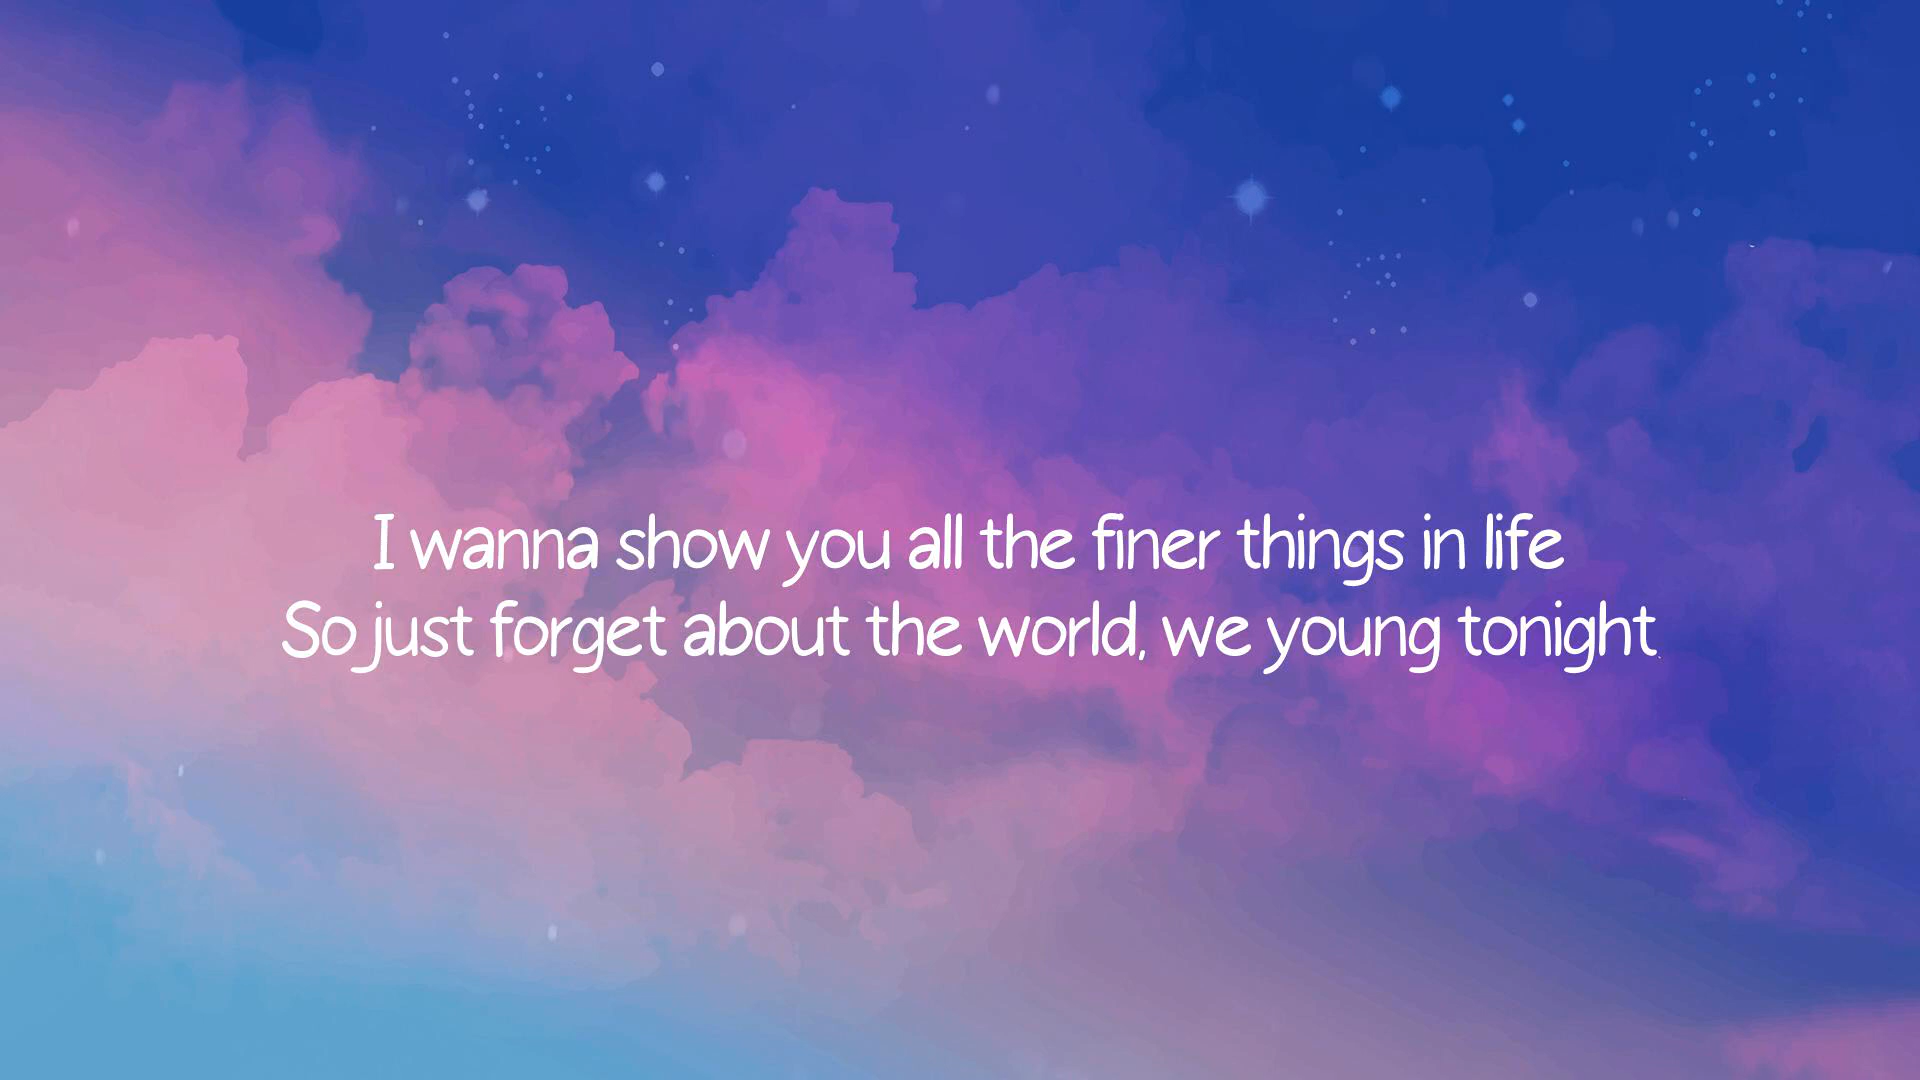 I wanna show you all the finer things in life
So just forget about the world, we young tonight